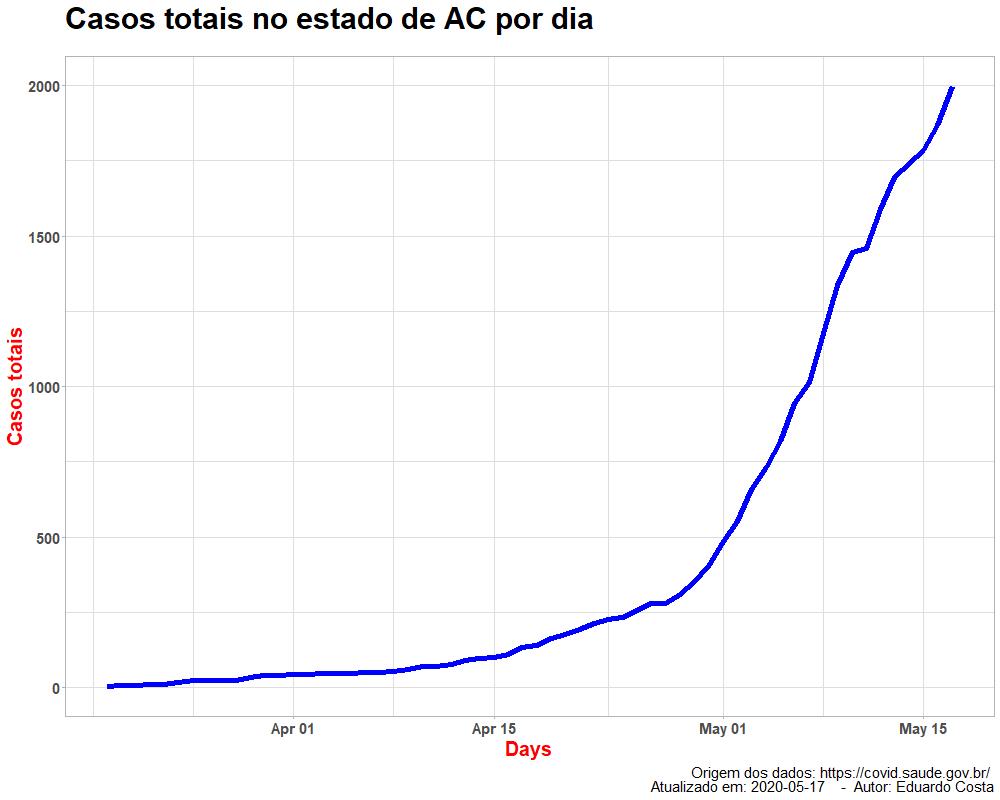 Casos totais no estado de AC por dia
2000
1500
1000
500
0
Casos totais
Apr 01
Apr 15
May 01
May 15
Days
Origem dos dados: https://covid.saude.gov.br/
Atualizado em: 2020-05-17 - Autor: Eduardo Costa